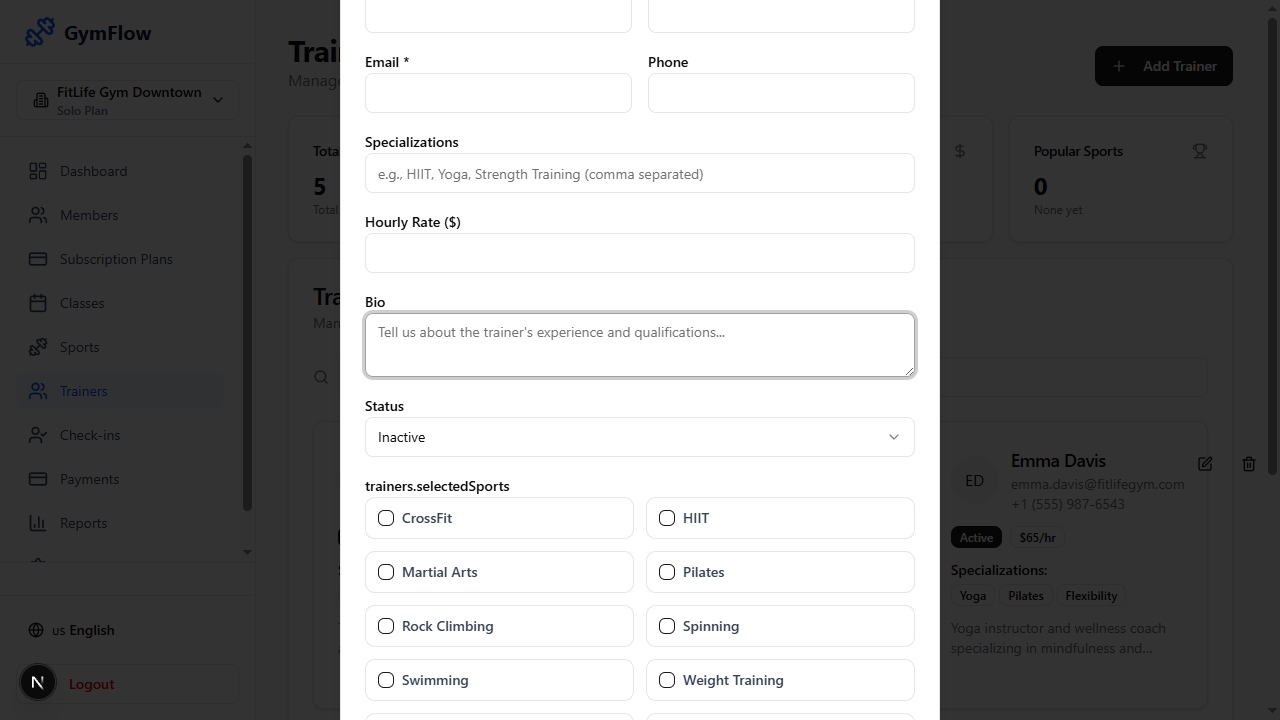 GymFlow
FitLife Gym Downtown
Solo Plan
Dashboard
Members
Subscription Plans
Classes
Sports
Trainers
Check-ins
Payments
Reports
us English
N
Logout
Trai
Manage
Add Trainer
Tota
5
Total
$
Popular Sports
0
None yet
Tra
Man
Email *
Phone
Specializations
e.g., HIIT, Yoga, Strength Training (comma separated)
Hourly Rate ($)
Bio
Tell us about the trainer's experience and qualifications...
Status
Inactive
trainers.selectedSports
CrossFit
HIIT
Martial Arts
Pilates
Rock Climbing
Spinning
Swimming
Weight Training
ED
Emma Davis
emma.davis@fitlifegym.com
+1 (555) 987-6543
Active
$65/hr
Specializations:
Yoga
Pilates
Flexibility
Yoga instructor and wellness coach
specializing in mindfulness and...